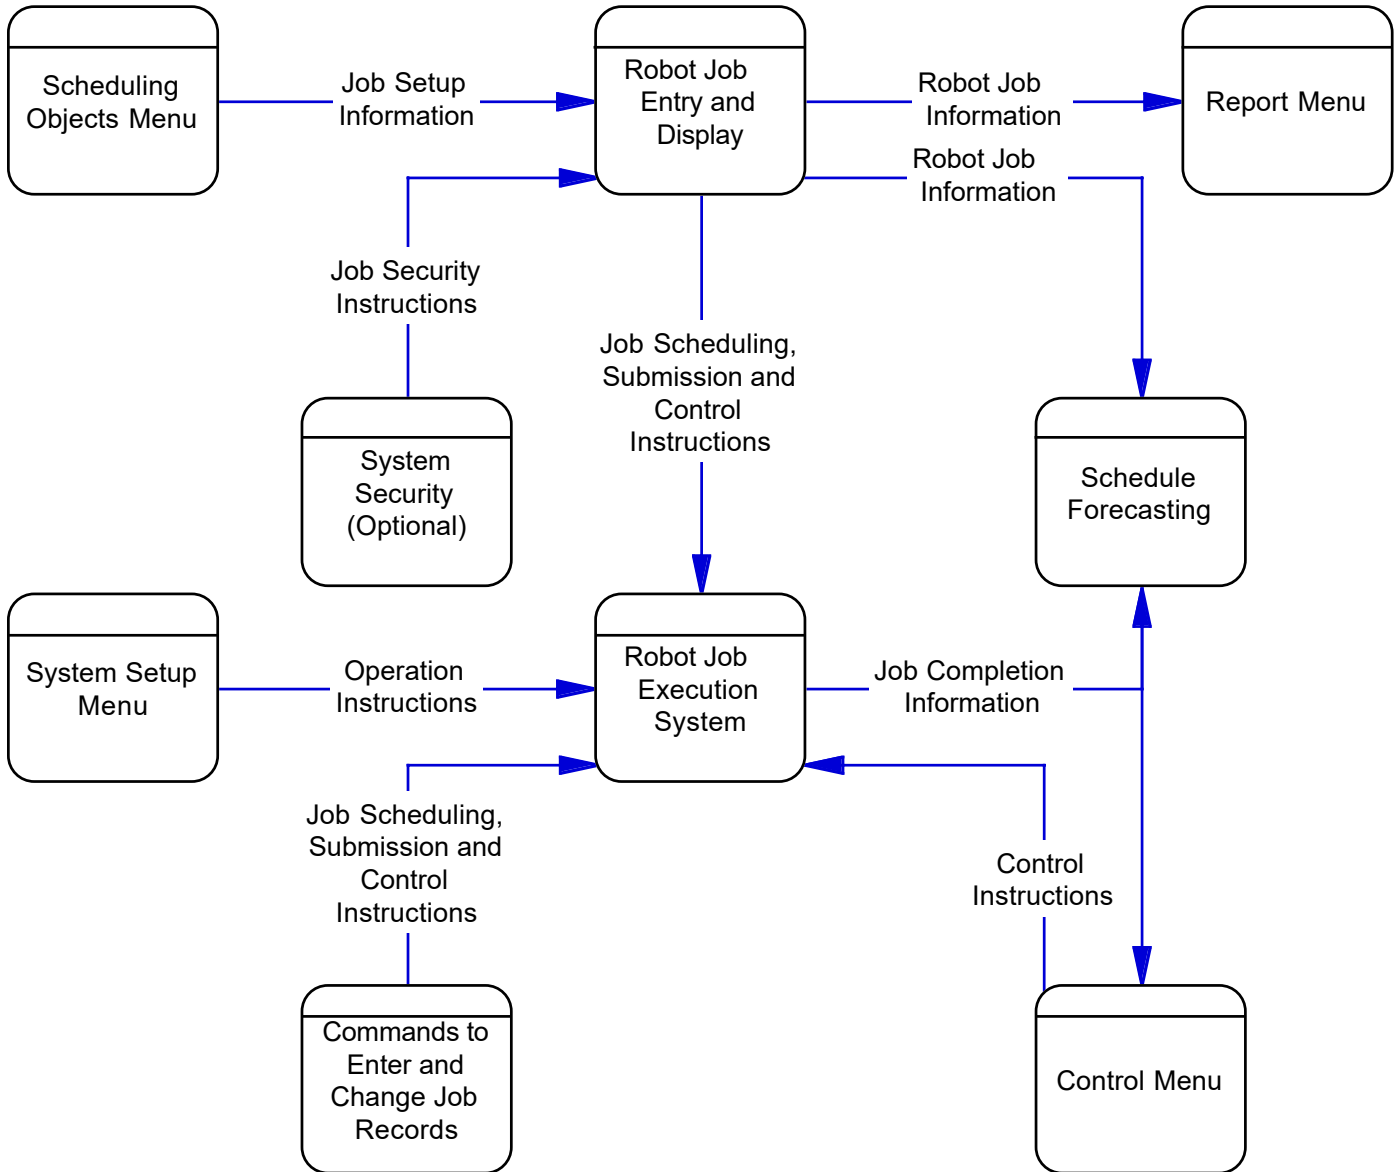 Scheduling
Objects Menu
Job Setup
Information
Robot Job
Entry and
Display
Robot Job
Information
Report Menu
Robot Job
Information
Job Security
Instructions
Job Scheduling,
Submission and
Control
Instructions
System
Security
(Optional)
Schedule
Forecasting
System Setup
Menu
Operation
Instructions
Robot Job
Execution
System
Job Completion
Information
Job Scheduling,
Submission and
Control
Instructions
Control
Instructions
Commands to
Enter and
Change Job
Records
Control Menu